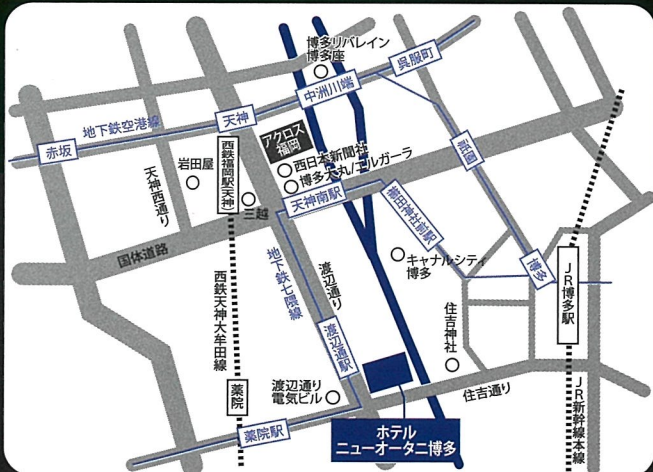 博多リバレイン
博多座
呉服町
中洲川端
天神
地下鉄空港線
赤坂
アクロス
福岡
西鉄福岡駅(天神)
岩田屋
西日本新聞社
博多大丸/エルガーラ
祇園
天神西通り
三越
天神南駅
櫛田神社前駅
国体道路
キャナルシティ
博多
博多
JR博多駅
地下鉄七隈線
渡辺通り
西鉄天神大牟田線
渡辺通駅
住吉神社
薬院
渡辺通り
電気ビル
住吉通り
JR新幹線本線
薬院駅
ホテル
ニューオータニ博多